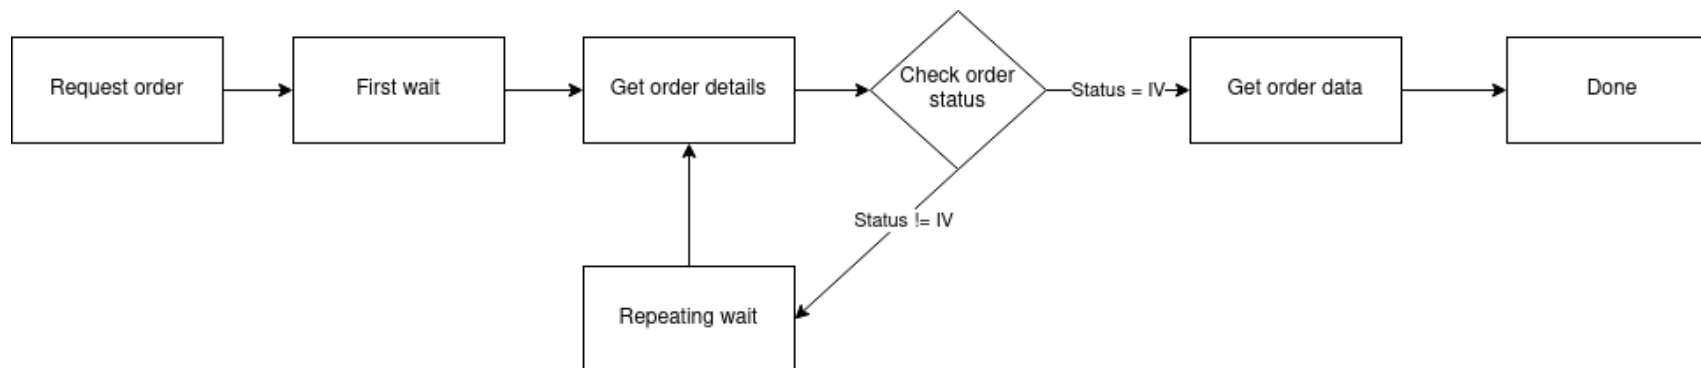 Request order
First wait
Get order details
Check order
status
Status = IV
Get order data
Done
Status != IV
Repeating wait